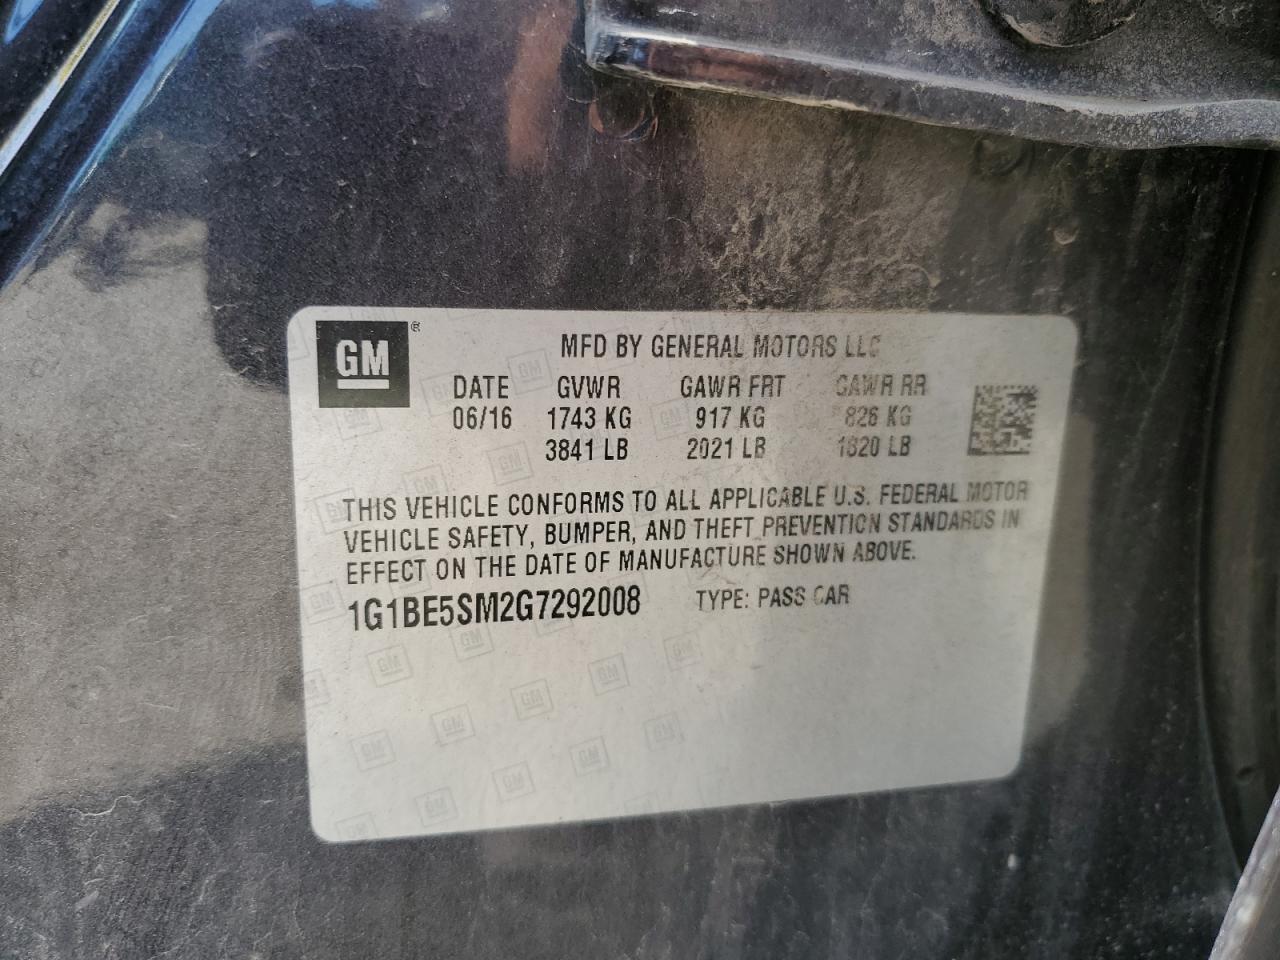 GM®
MFD BY GENERAL MOTORS LLC
DATE GVWR GAWR FRT GAWR RR
06/16 1743 KG 917 KG 826 KG
3841 LB 2021 LB 1820 LB
THIS VEHICLE CONFORMS TO ALL APPLICABLE U.S. FEDERAL MOTOR
VEHICLE SAFETY, BUMPER, AND THEFT PREVENTION STANDARDS IN
EFFECT ON THE DATE OF MANUFACTURE SHOWN ABOVE.
1G1BE5SM2G7292008 TYPE: PASS CAR